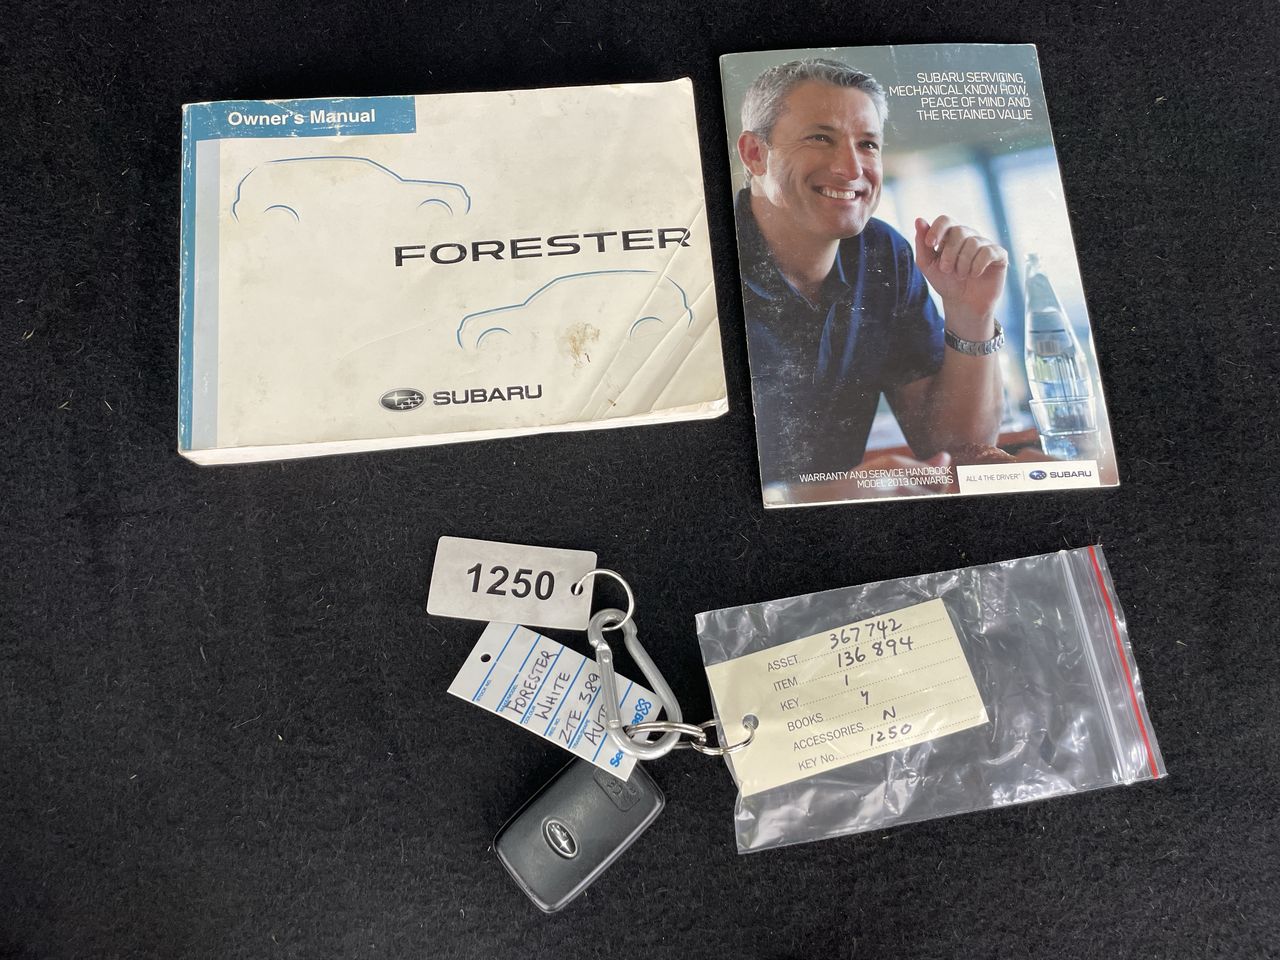 Owner's Manual
FORESTER
SUBARU
SUBARU SERVICING,
MECHANICAL KNOW HOW,
PEACE OF MIND AND
THE RETAINED VALUE
WARRANTY AND SERVICE HANDBOOK
MODEL 2013 ONWARDS
ALL 4 THE DRIVER
SUBARU
1250
STOCK NO.
FORESTER
WHITE
ZTE 389
ASSET 367742
ITEM 136894
KEY 1
BOOKS Y
ACCESSORIES N
KEY No. 1250